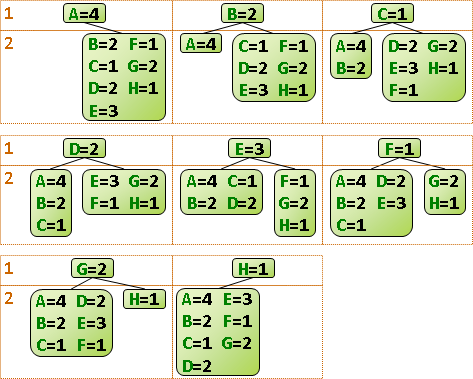 1 A=4 B=2 C=1
2 B=2 F=1 A=4 C=1 F=1 A=4 D=2 G=2
C=1 G=2 D=2 G=2 B=2 E=3 H=1
D=2 H=1 E=3 H=1 F=1
E=3
1 D=2 E=3 F=1
2 A=4 E=3 G=2 A=4 C=1 F=1 A=4 D=2 G=2
B=2 F=1 H=1 B=2 D=2 G=2 B=2 E=3 H=1
C=1 H=1 C=1
1 G=2 H=1
2 A=4 D=2 H=1 A=4 E=3
B=2 E=3 B=2 F=1
C=1 F=1 C=1 G=2
D=2